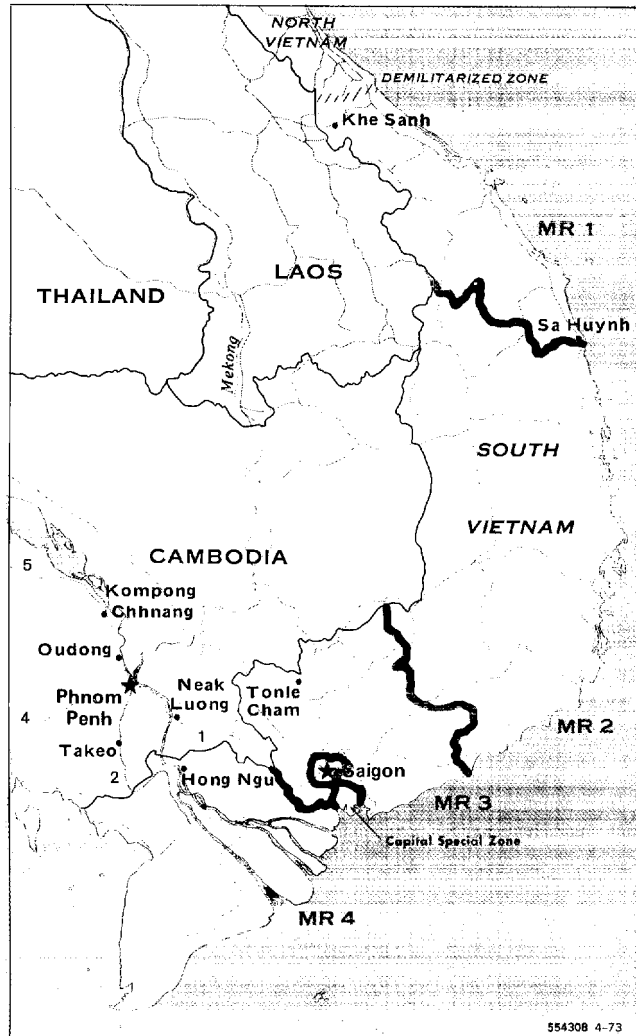 NORTH
VIETNAM
DEMILITARIZED ZONE
Khe Sanh
MR 1
LAOS
THAILAND
Sa Huynh
Mekong
SOUTH
VIETNAM
CAMBODIA
5
Kompong
Chhnang
Oudong
Phnom
Penh
Neak
Luong
Tonle
Cham
4
1
MR 2
Takeo
2
Hong Ngu
Saigon
MR 3
Capital Special Zone
MR 4
554308 4-73